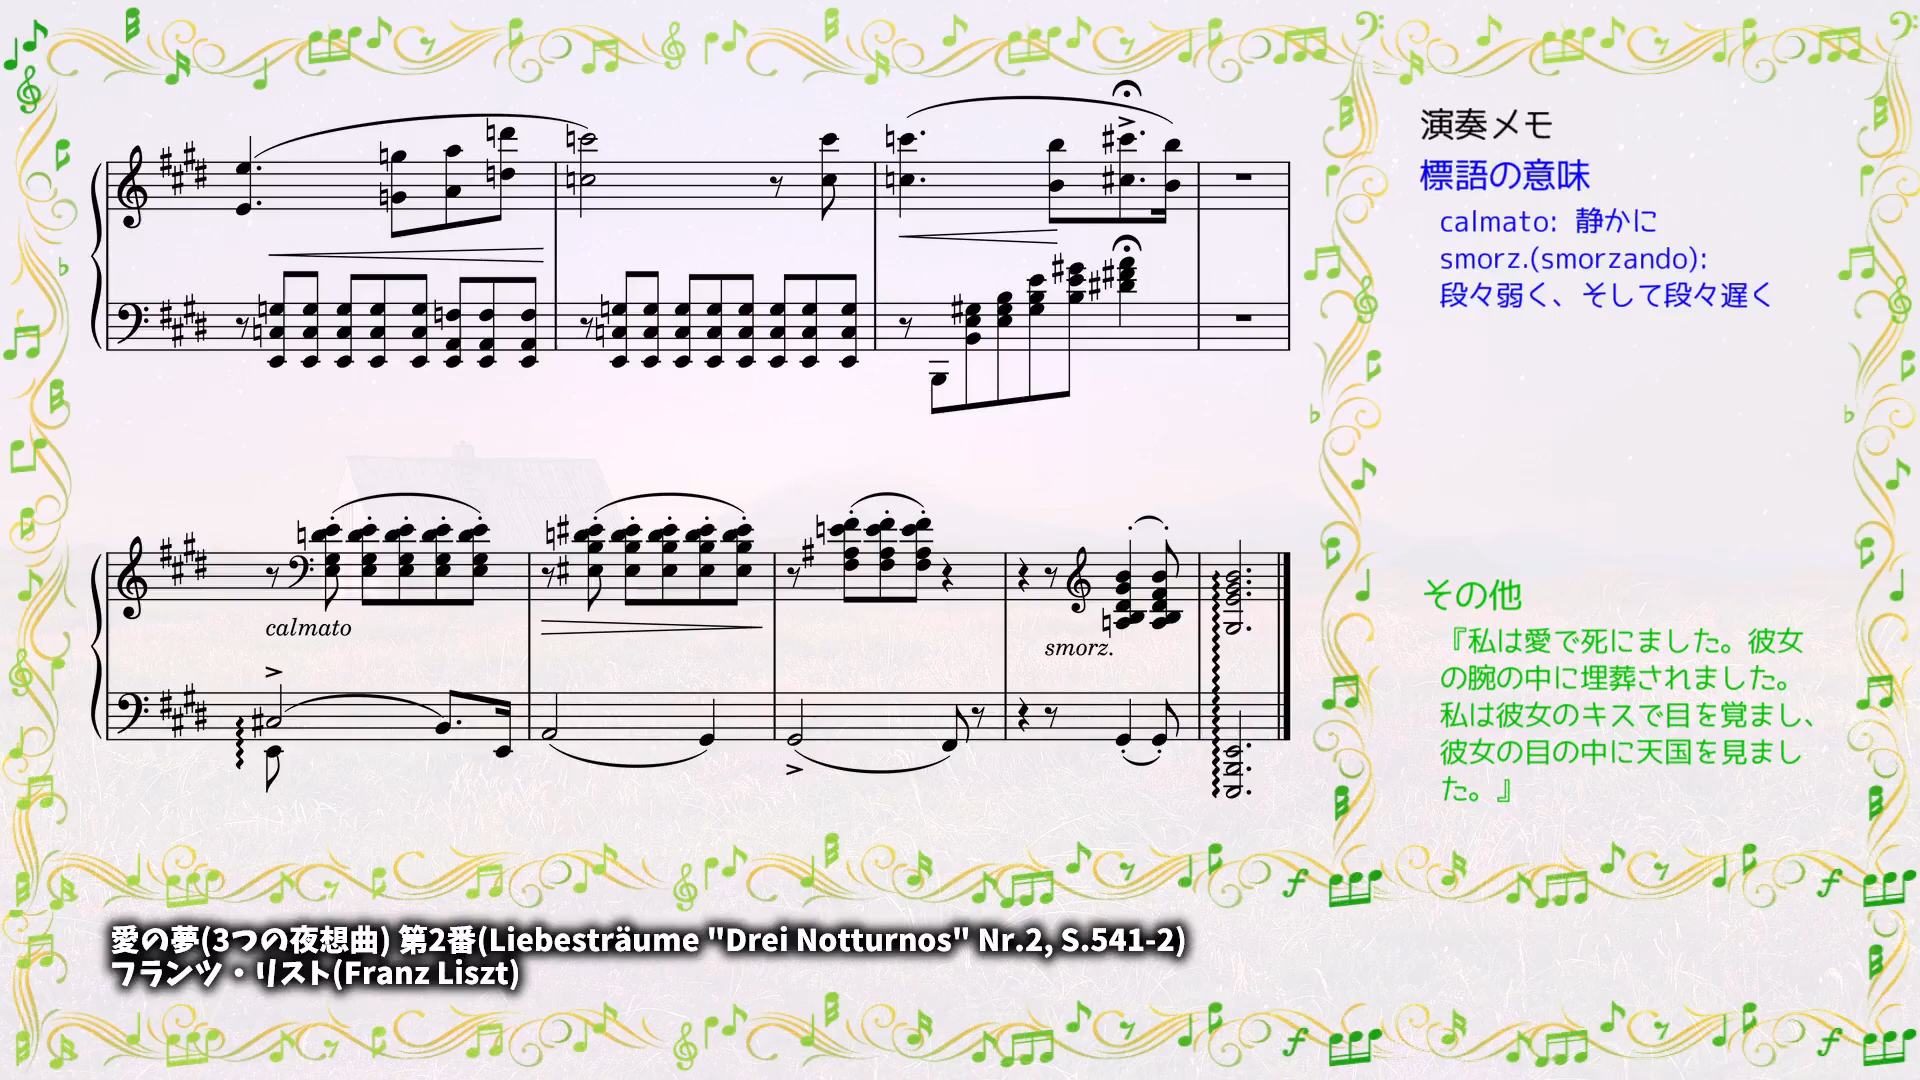 演奏メモ
標語の意味
calmato: 静かに
smorz.(smorzando):
段々弱く、そして段々遅く
calmato
smorz.
その他
『私は愛で死にました。彼女
の腕の中に埋葬されました。
私は彼女のキスで目を覚まし、
彼女の目の中に天国を見まし
た。』
愛の夢(3つの夜想曲) 第2番(Liebesträume "Drei Notturnos" Nr.2, S.541-2)
フランツ・リスト(Franz Liszt)